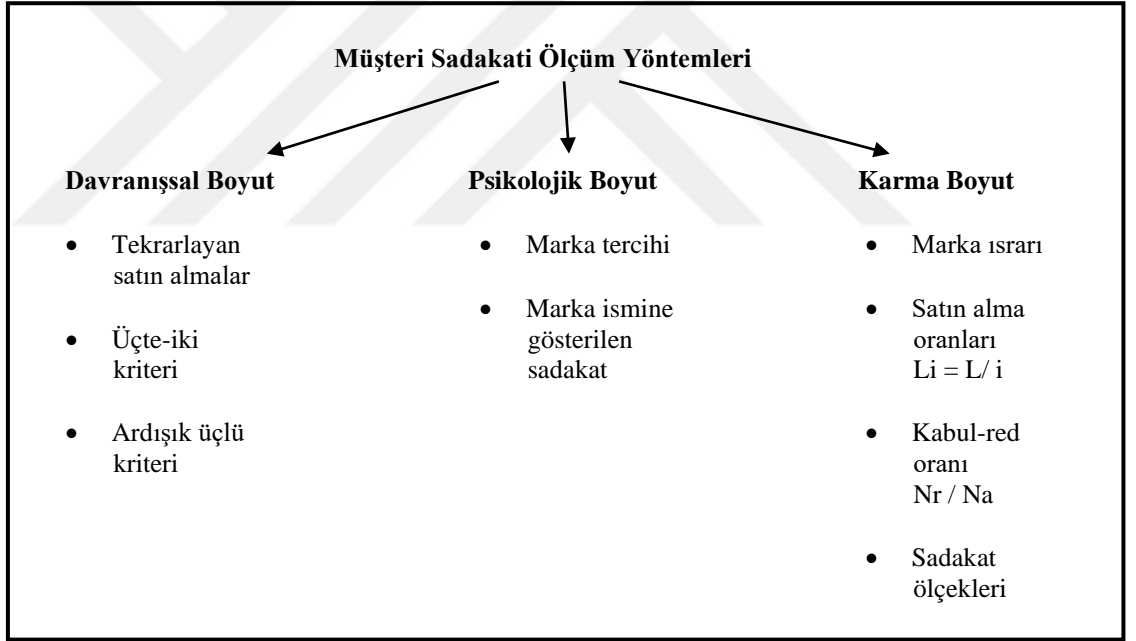 Müşteri Sadakati Ölçüm Yöntemleri
Davranışsal Boyut
• Tekrarlayan
satın almalar
• Üçte-iki
kriteri
• Ardışık üçlü
kriteri
Psikolojik Boyut
• Marka tercihi
• Marka ismine
gösterilen
sadakat
Karma Boyut
• Marka ısrarı
• Satın alma
oranları
Li = L/ i
• Kabul-red
oranı
Nr / Na
• Sadakat
ölçekleri